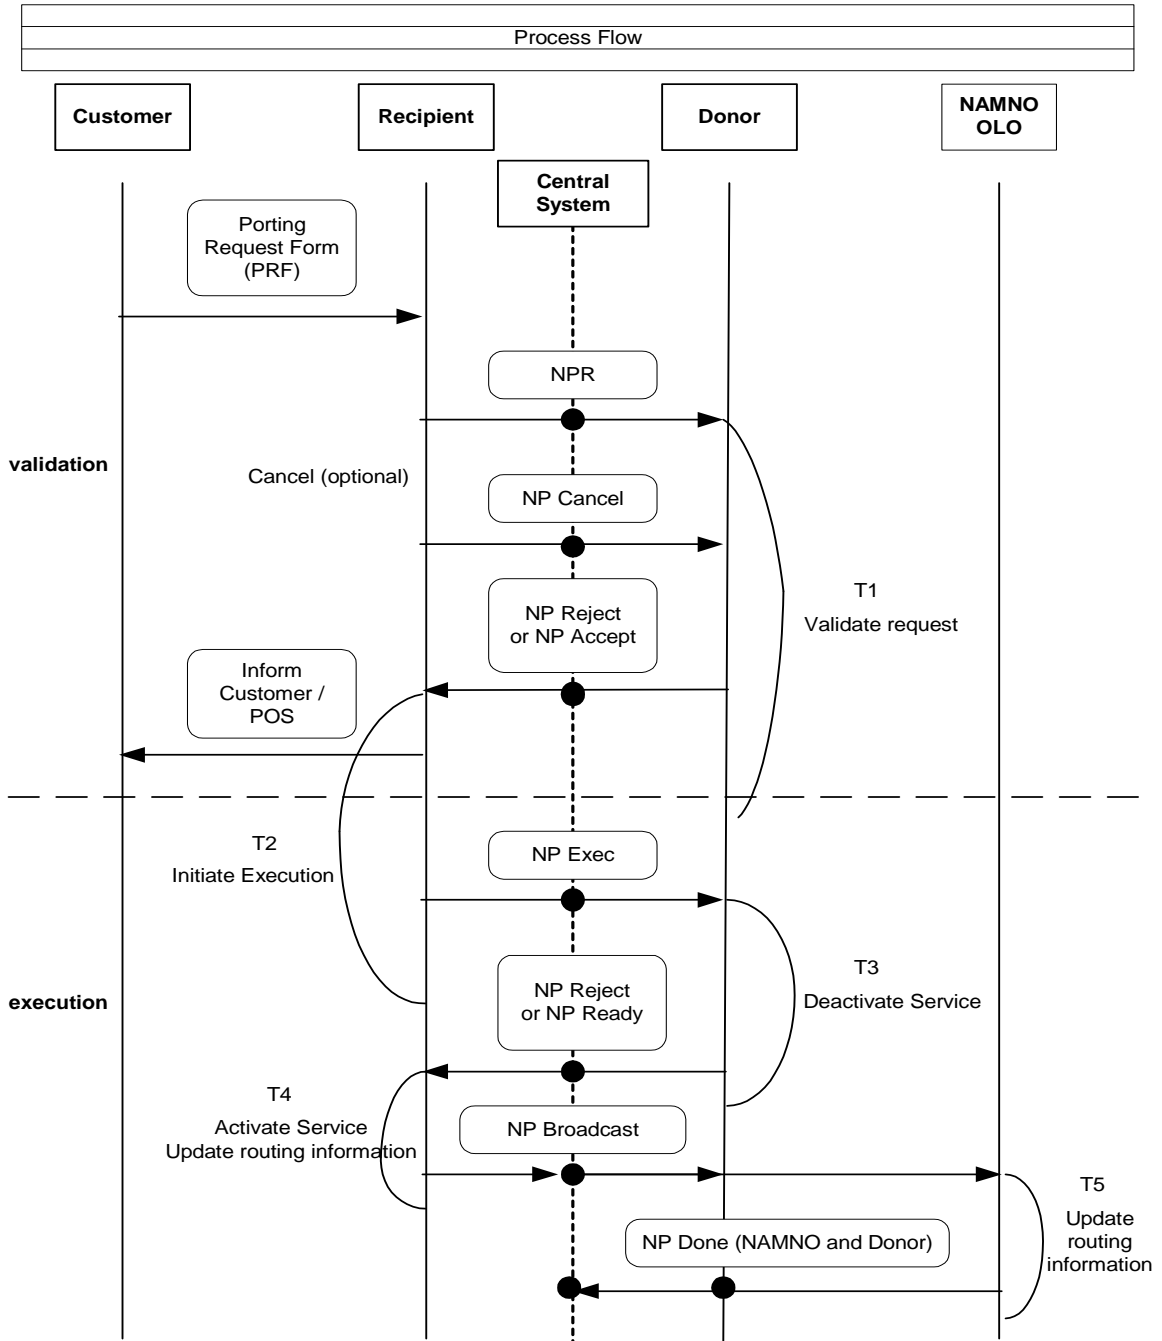 Process Flow
Customer
Recipient
Donor
NAMNO
OLO
Central
System
Porting
Request Form
(PRF)
NPR
validation
Cancel (optional)
NP Cancel
T1
Validate request
NP Reject
or NP Accept
Inform
Customer /
POS
T2
Initiate Execution
NP Exec
T3
Deactivate Service
execution
NP Reject
or NP Ready
T4
Activate Service
Update routing information
NP Broadcast
T5
Update
routing
information
NP Done (NAMNO and Donor)